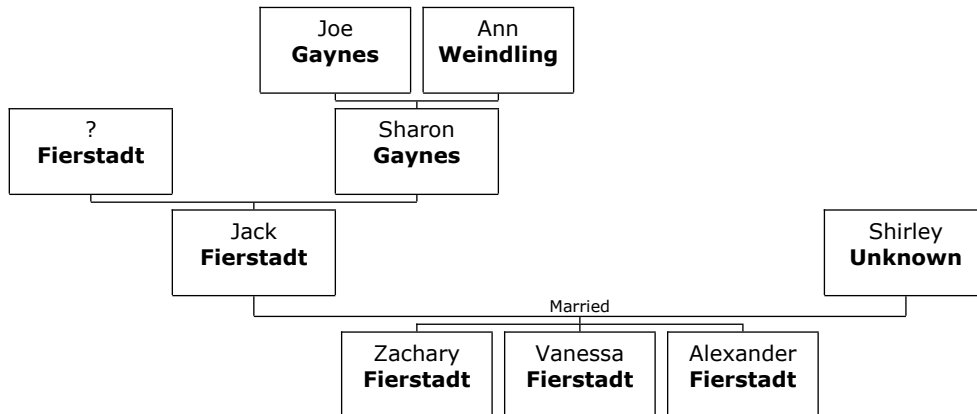 Joe
Gaynes
Ann
Weindling
?
Fierstadt
Sharon
Gaynes
Jack
Fierstadt
Shirley
Unknown
Married
Zachary
Fierstadt
Vanessa
Fierstadt
Alexander
Fierstadt